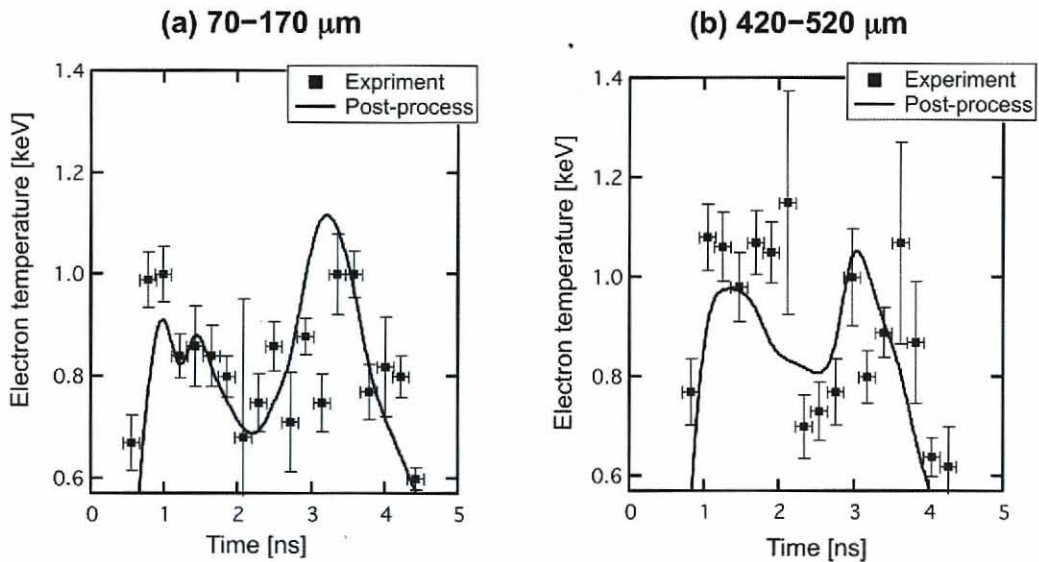 (a) 70−170 μm
(b) 420−520 μm
Expriment
Post-process
Experiment
Post-process
Electron temperature [keV]
1.4
1.2
1.0
0.8
0.6
0 1 2 3 4 5
Time [ns]
Electron temperature [keV]
1.4
1.2
1.0
0.8
0.6
0 1 2 3 4 5
Time [ns]